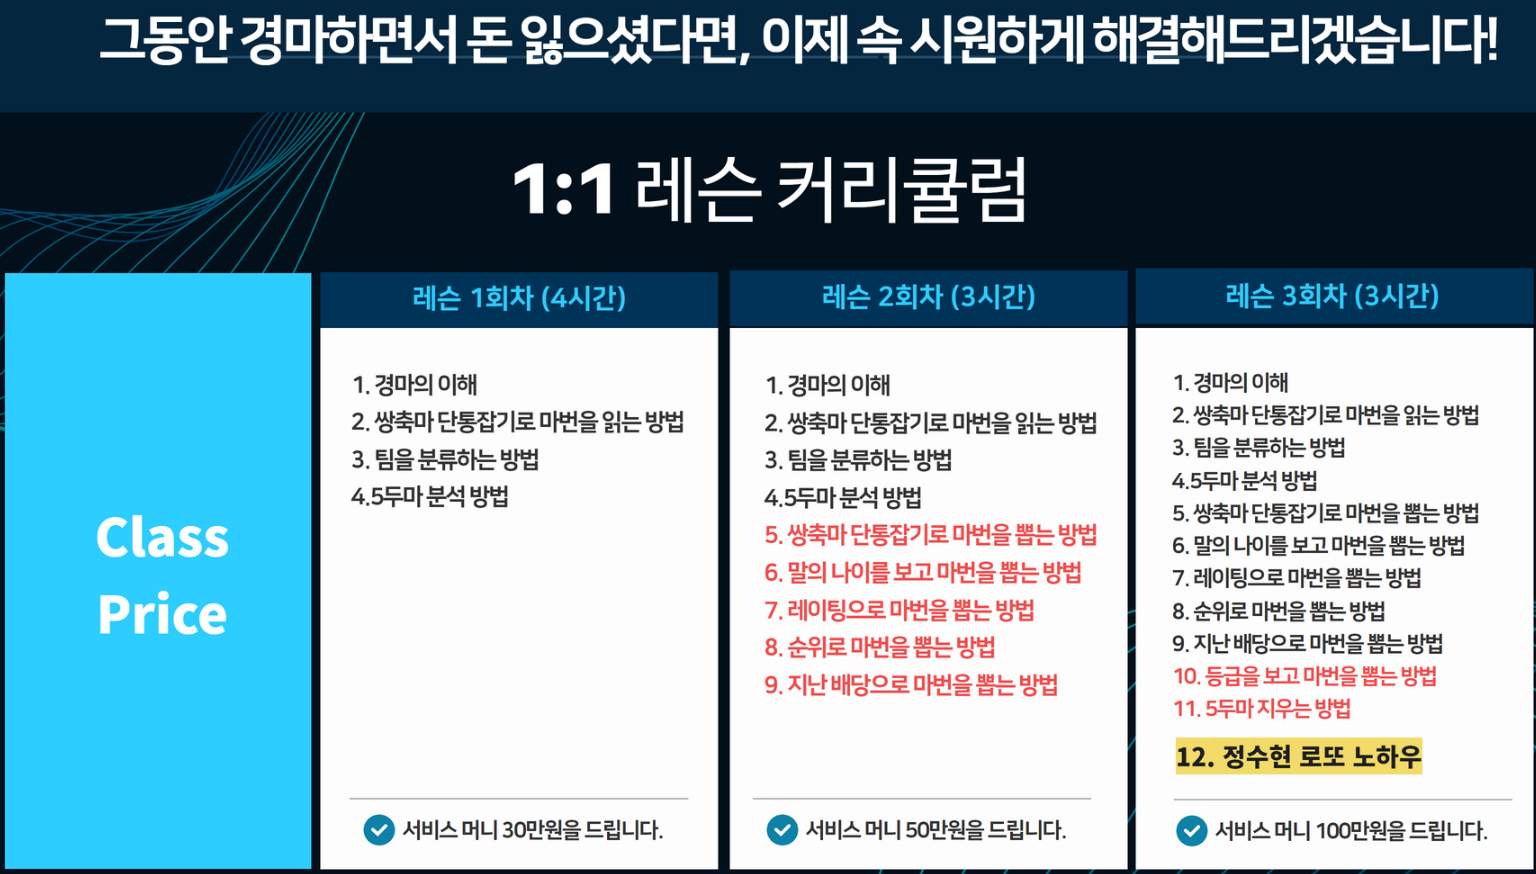 그동안 경마하면서 돈 잃으셨다면, 이제 속 시원하게 해결해드리겠습니다!
1:1 레슨 커리큘럼
Class
Price
레슨 1회차 (4시간)
1. 경마의 이해
2. 쌍축마 단통잡기로 마번을 읽는 방법
3. 팀을 분류하는 방법
4.5두마 분석 방법
서비스 머니 30만원을 드립니다.
레슨 2회차 (3시간)
1. 경마의 이해
2. 쌍축마 단통잡기로 마번을 읽는 방법
3. 팀을 분류하는 방법
4.5두마 분석 방법
5. 쌍축마 단통잡기로 마번을 뽑는 방법
6. 말의 나이를 보고 마번을 뽑는 방법
7. 레이팅으로 마번을 뽑는 방법
8. 순위로 마번을 뽑는 방법
9. 지난 배당으로 마번을 뽑는 방법
서비스 머니 50만원을 드립니다.
레슨 3회차 (3시간)
1. 경마의 이해
2. 쌍축마 단통잡기로 마번을 읽는 방법
3. 팀을 분류하는 방법
4.5두마 분석 방법
5. 쌍축마 단통잡기로 마번을 뽑는 방법
6. 말의 나이를 보고 마번을 뽑는 방법
7. 레이팅으로 마번을 뽑는 방법
8. 순위로 마번을 뽑는 방법
9. 지난 배당으로 마번을 뽑는 방법
10. 등급을 보고 마번을 뽑는 방법
11. 5두마 지우는 방법
12. 정수현 로또 노하우
서비스 머니 100만원을 드립니다.